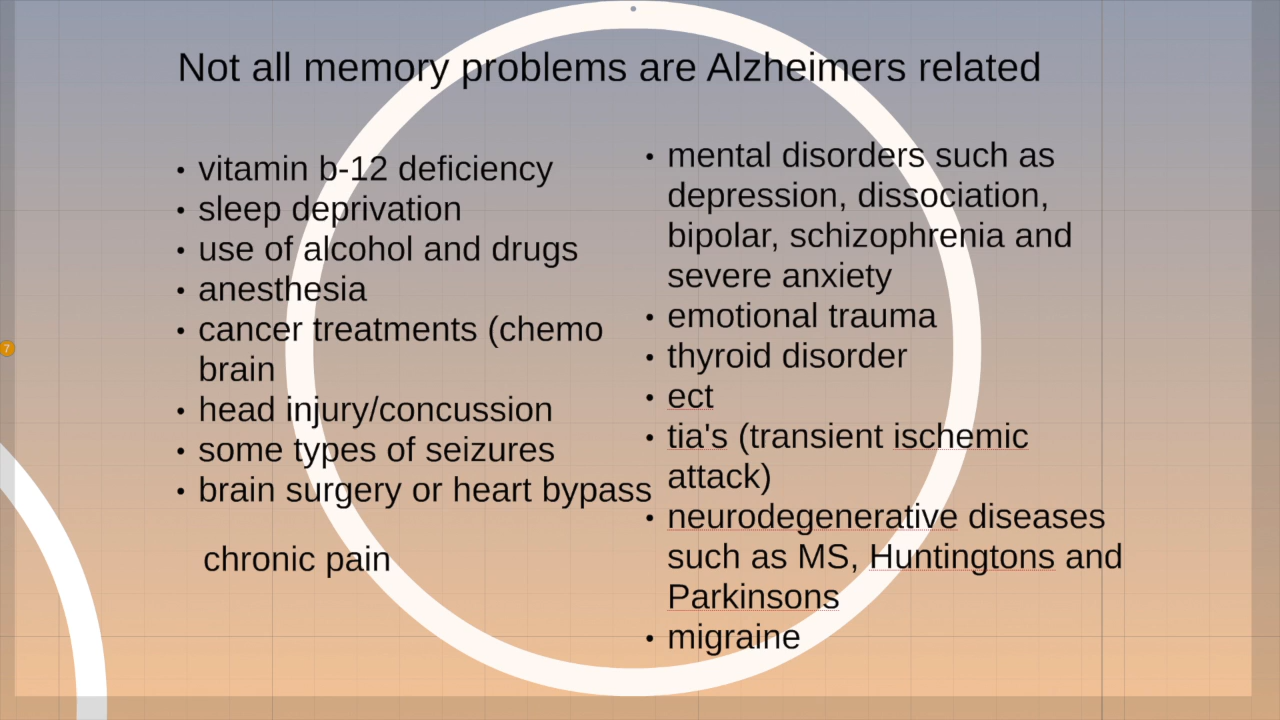 Not all memory problems are Alzheimers related
• vitamin b-12 deficiency
• sleep deprivation
• use of alcohol and drugs
• anesthesia
• cancer treatments (chemo
brain
• head injury/concussion
• some types of seizures
• brain surgery or heart bypass
chronic pain
• mental disorders such as
depression, dissociation,
bipolar, schizophrenia and
severe anxiety
• emotional trauma
• thyroid disorder
• ect
• tia's (transient ischemic
attack)
• neurodegenerative diseases
such as MS, Huntingtons and
Parkinsons
• migraine
7